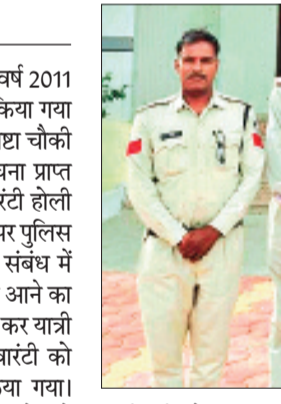 वर्ष 2011
किया गया
ष्टा चौकी
चना प्राप्त
रंटी होली
पर पुलिस
संबंध में
आने का
कर यात्री
वारंटी को
या गया।